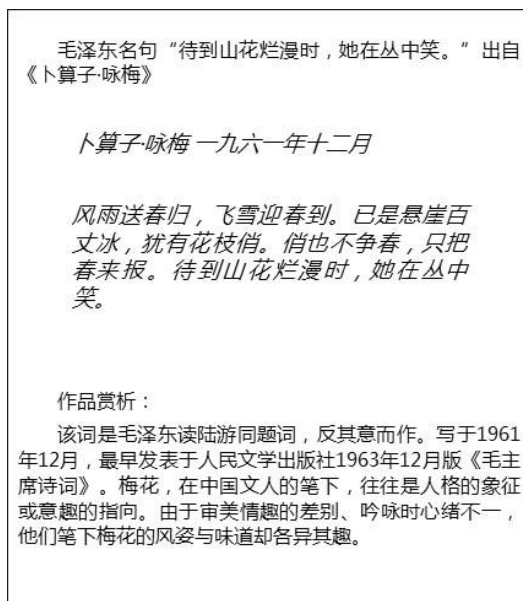 毛泽东名句“待到山花烂漫时，她在丛中笑。”出自
《卜算子·咏梅》
卜算子·咏梅 一九六一年十二月
风雨送春归，飞雪迎春到。已是悬崖百
丈冰，犹有花枝俏。俏也不争春，只把
春来报。待到山花烂漫时，她在丛中
笑。
作品赏析：
该词是毛泽东读陆游同题词，反其意而作。写于1961
年12月，最早发表于人民文学出版社1963年12月版《毛主
席诗词》。梅花，在中国文人的笔下，往往是人格的象征
或意趣的指向。由于审美情趣的差别、吟咏时心绪不一，
他们笔下梅花的风姿与味道却各异其趣。